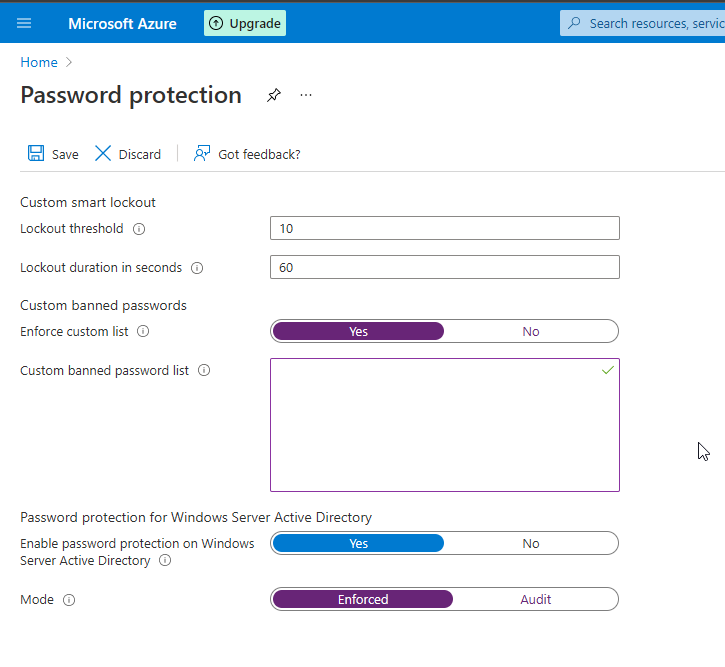 Microsoft Azure Upgrade Search resources, servic
Home
Password protection ...
Save Discard Got feedback?
Custom smart lockout
Lockout threshold 10
Lockout duration in seconds 60
Custom banned passwords
Enforce custom list Yes No
Custom banned password list
Password protection for Windows Server Active Directory
Enable password protection on Windows Yes No
Server Active Directory
Mode Enforced Audit